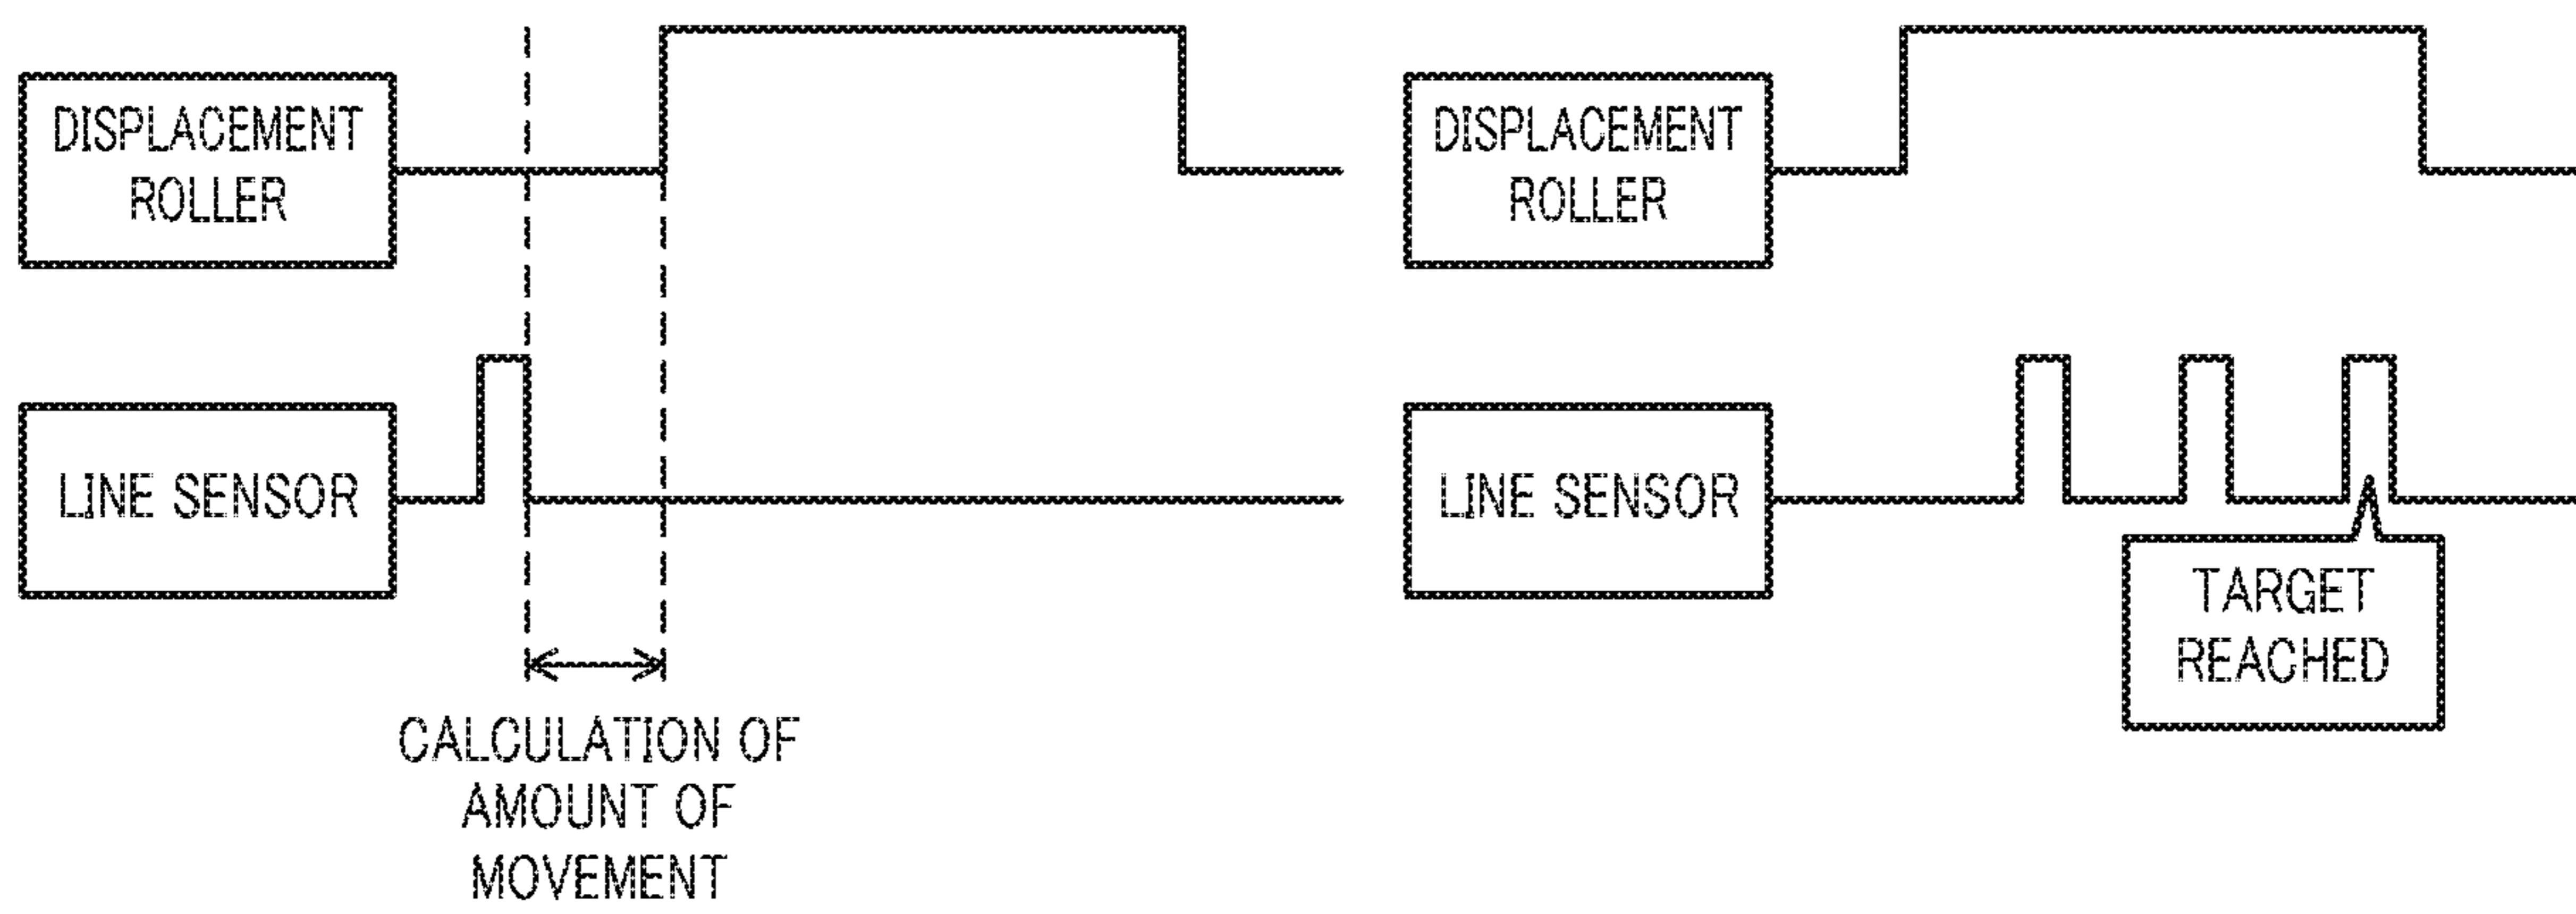 DISPLACEMENT
ROLLER
LINE SENSOR
CALCULATION OF
AMOUNT OF
MOVEMENT
DISPLACEMENT
ROLLER
LINE SENSOR
TARGET
REACHED